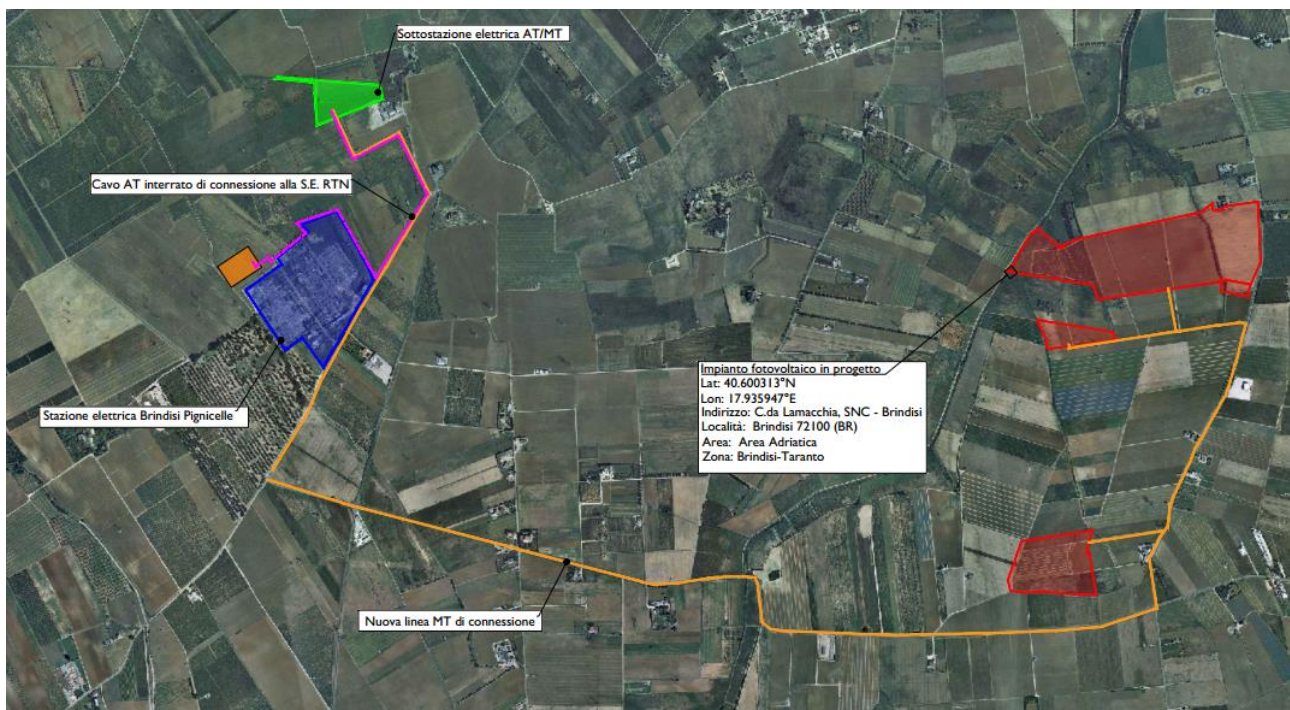 Sottostazione elettrica AT/MT
Cavo AT interrato di connessione alla S.E. RTN
Stazione elettrica Brindisi Pignicelle
Impianto fotovoltaico in progetto
Lat: 40.600313°N
Lon: 17.935947°E
Indirizzo: C.da Lamacchia, SNC - Brindisi
Località: Brindisi 72100 (BR)
Area: Area Adriatica
Zona: Brindisi-Taranto
Nuova linea MT di connessione